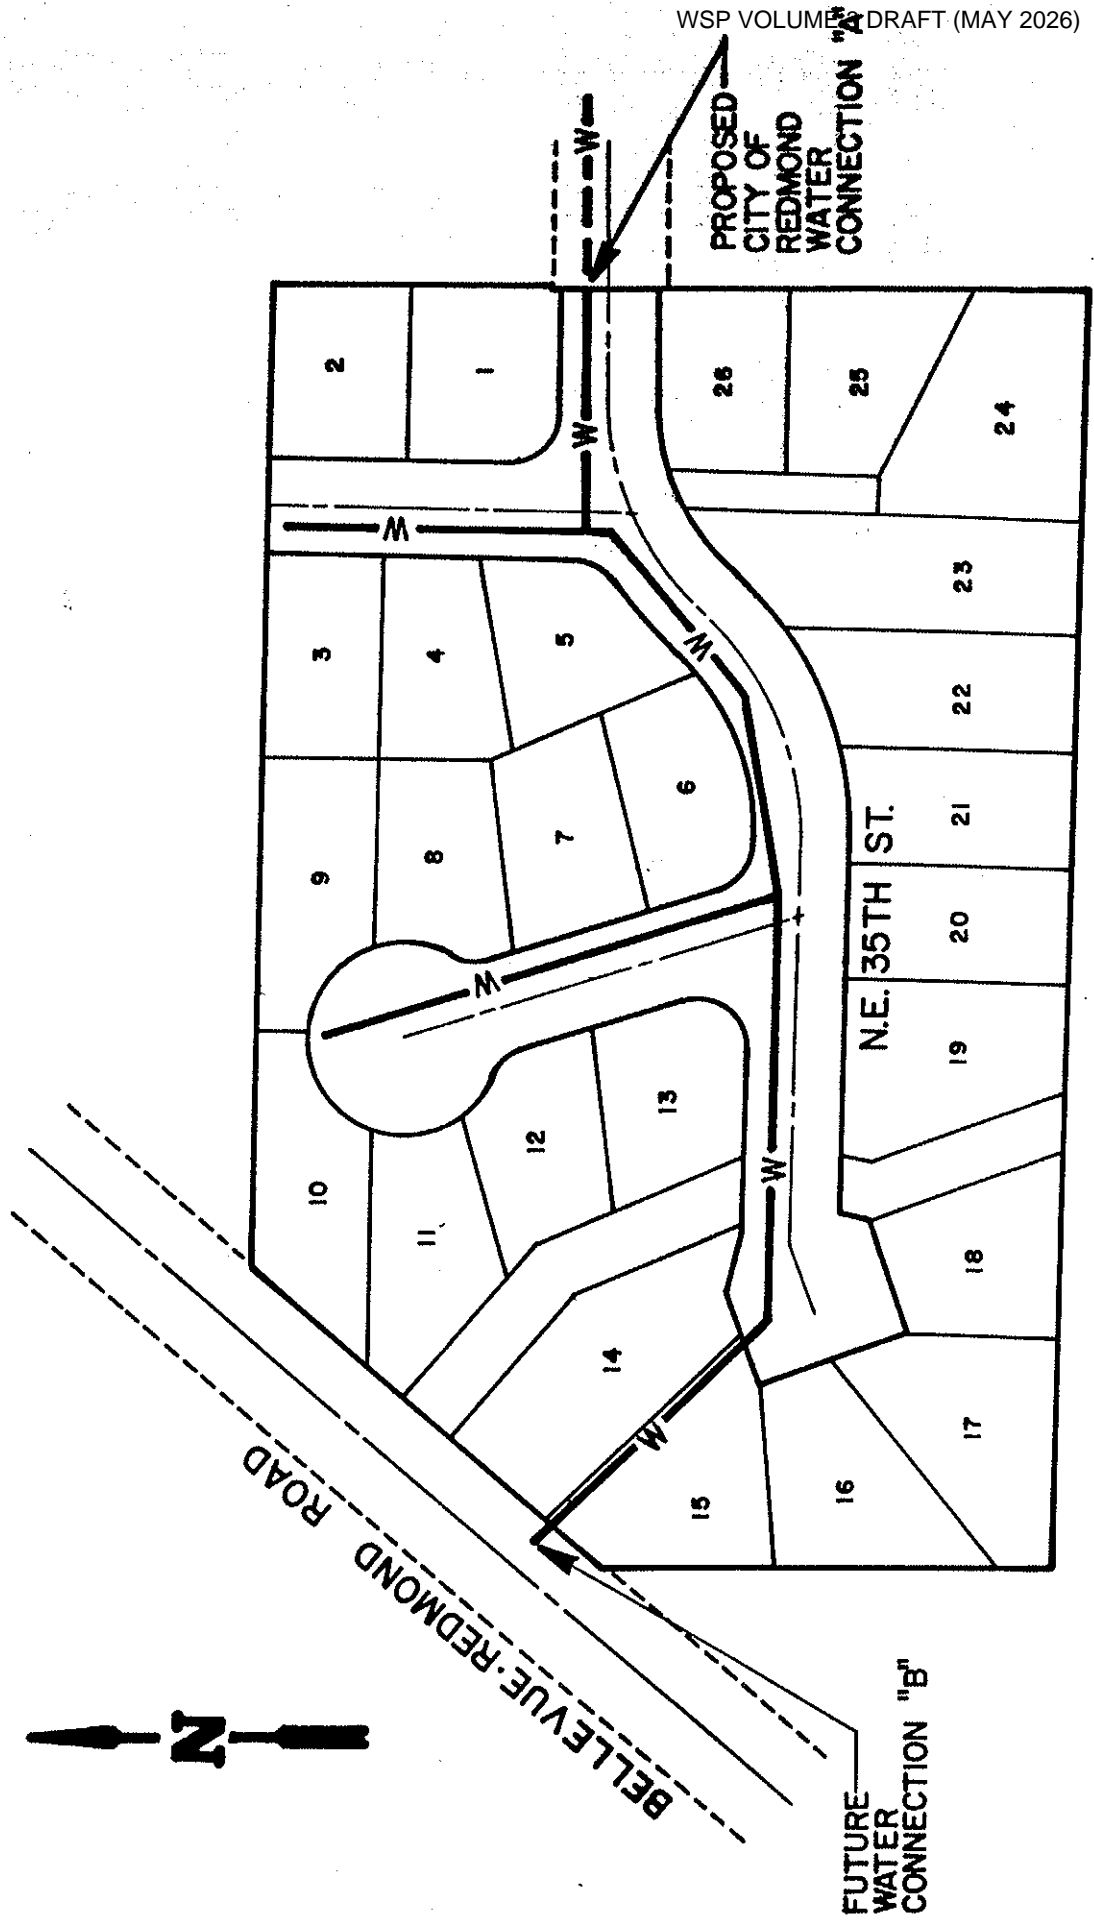 WSP VOLUME 2 DRAFT (MAY 2026)
PROPOSED
CITY OF
REDMOND
WATER
CONNECTION "A"
W
W
W
W
W
W
W
2
1
26
25
24
3
4
5
23
22
9
8
7
6
21
20
19
N.E. 35TH ST.
10
11
12
13
14
15
16
17
18
BELLEVUE-REDMOND ROAD
N
FUTURE
WATER
CONNECTION "B"